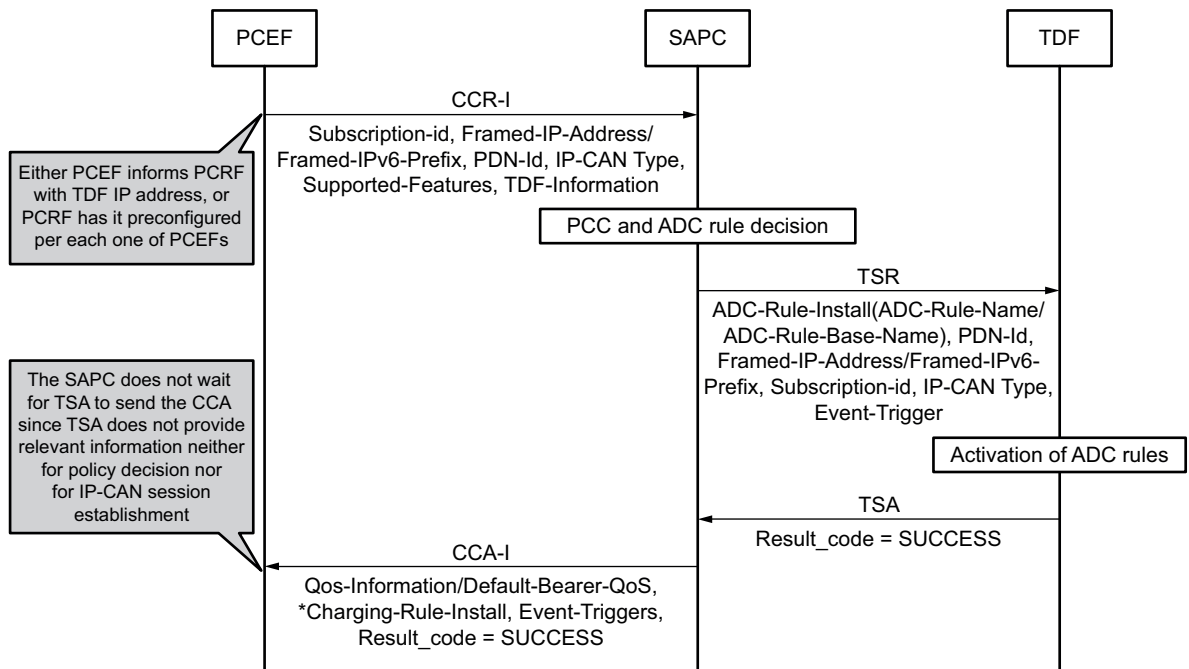 PCEF
SAPC
TDF
CCR-I
Subscription-id, Framed-IP-Address/
Framed-IPv6-Prefix, PDN-Id, IP-CAN Type,
Supported-Features, TDF-Information
Either PCEF informs PCRF
with TDF IP address, or
PCRF has it preconfigured
per each one of PCEFs
PCC and ADC rule decision
TSR
ADC-Rule-Install(ADC-Rule-Name/
ADC-Rule-Base-Name), PDN-Id,
Framed-IP-Address/Framed-IPv6-
Prefix, Subscription-id, IP-CAN Type,
Event-Trigger
The SAPC does not wait
for TSA to send the CCA
since TSA does not provide
relevant information neither
for policy decision nor
for IP-CAN session
establishment
Activation of ADC rules
TSA
Result_code = SUCCESS
CCA-I
Qos-Information/Default-Bearer-QoS,
*Charging-Rule-Install, Event-Triggers,
Result_code = SUCCESS